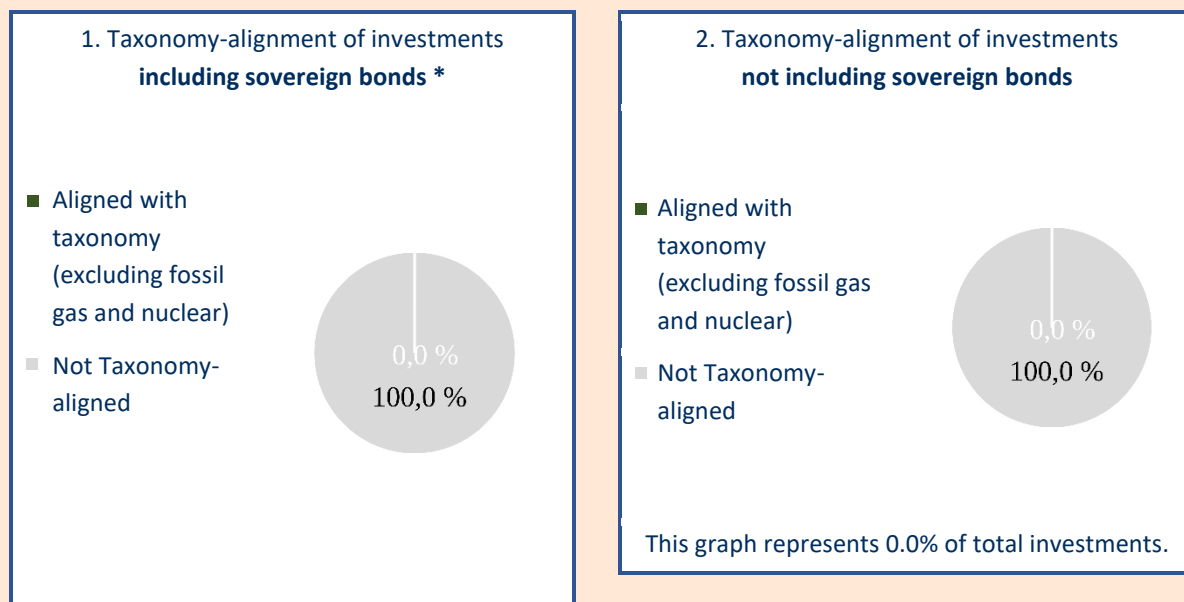 1. Taxonomy-alignment of investments
including sovereign bonds *
Aligned with
taxonomy
(excluding fossil
gas and nuclear)
Not Taxonomy-
aligned
0,0 %
100,0 %
2. Taxonomy-alignment of investments
not including sovereign bonds
Aligned with
taxonomy
(excluding fossil gas
and nuclear)
Not Taxonomy-
aligned
0,0 %
100,0 %
This graph represents 0.0% of total investments.